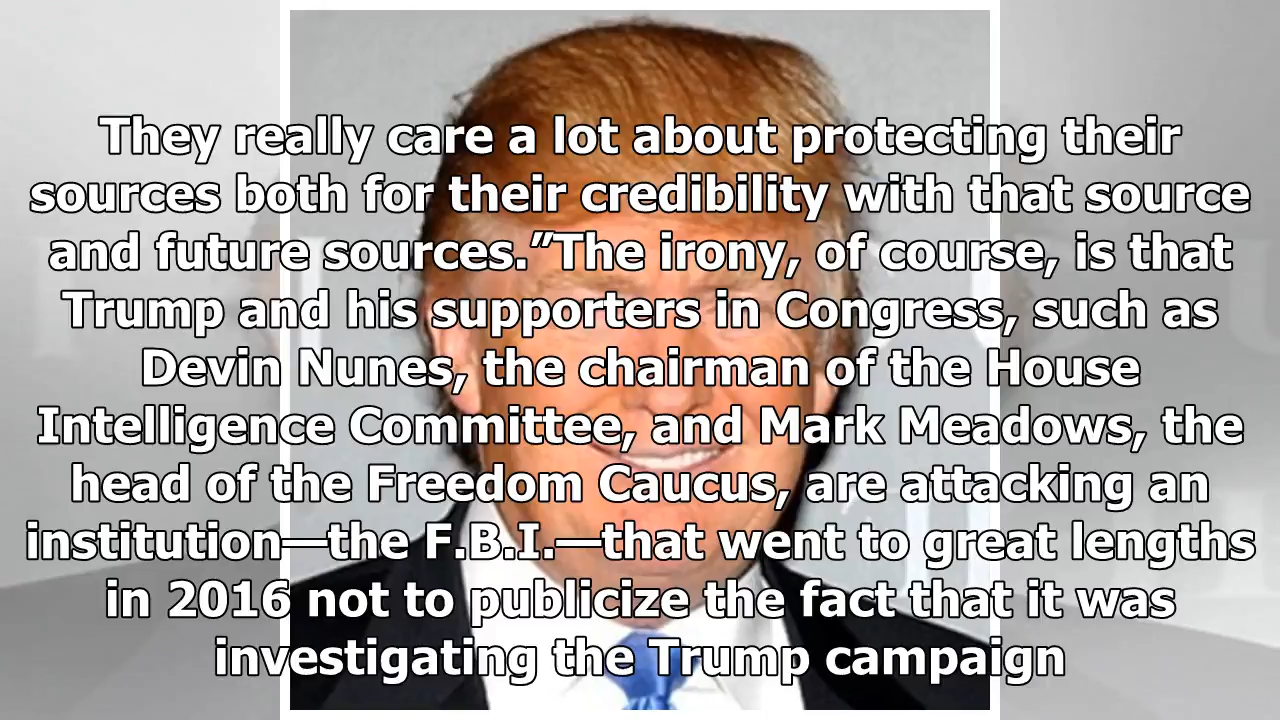 They really care a lot about protecting their
sources both for their credibility with that source
and future sources.”The irony, of course, is that
Trump and his supporters in Congress, such as
Devin Nunes, the chairman of the House
Intelligence Committee, and Mark Meadows, the
head of the Freedom Caucus, are attacking an
institution—the F.B.I.—that went to great lengths
in 2016 not to publicize the fact that it was
investigating the Trump campaign